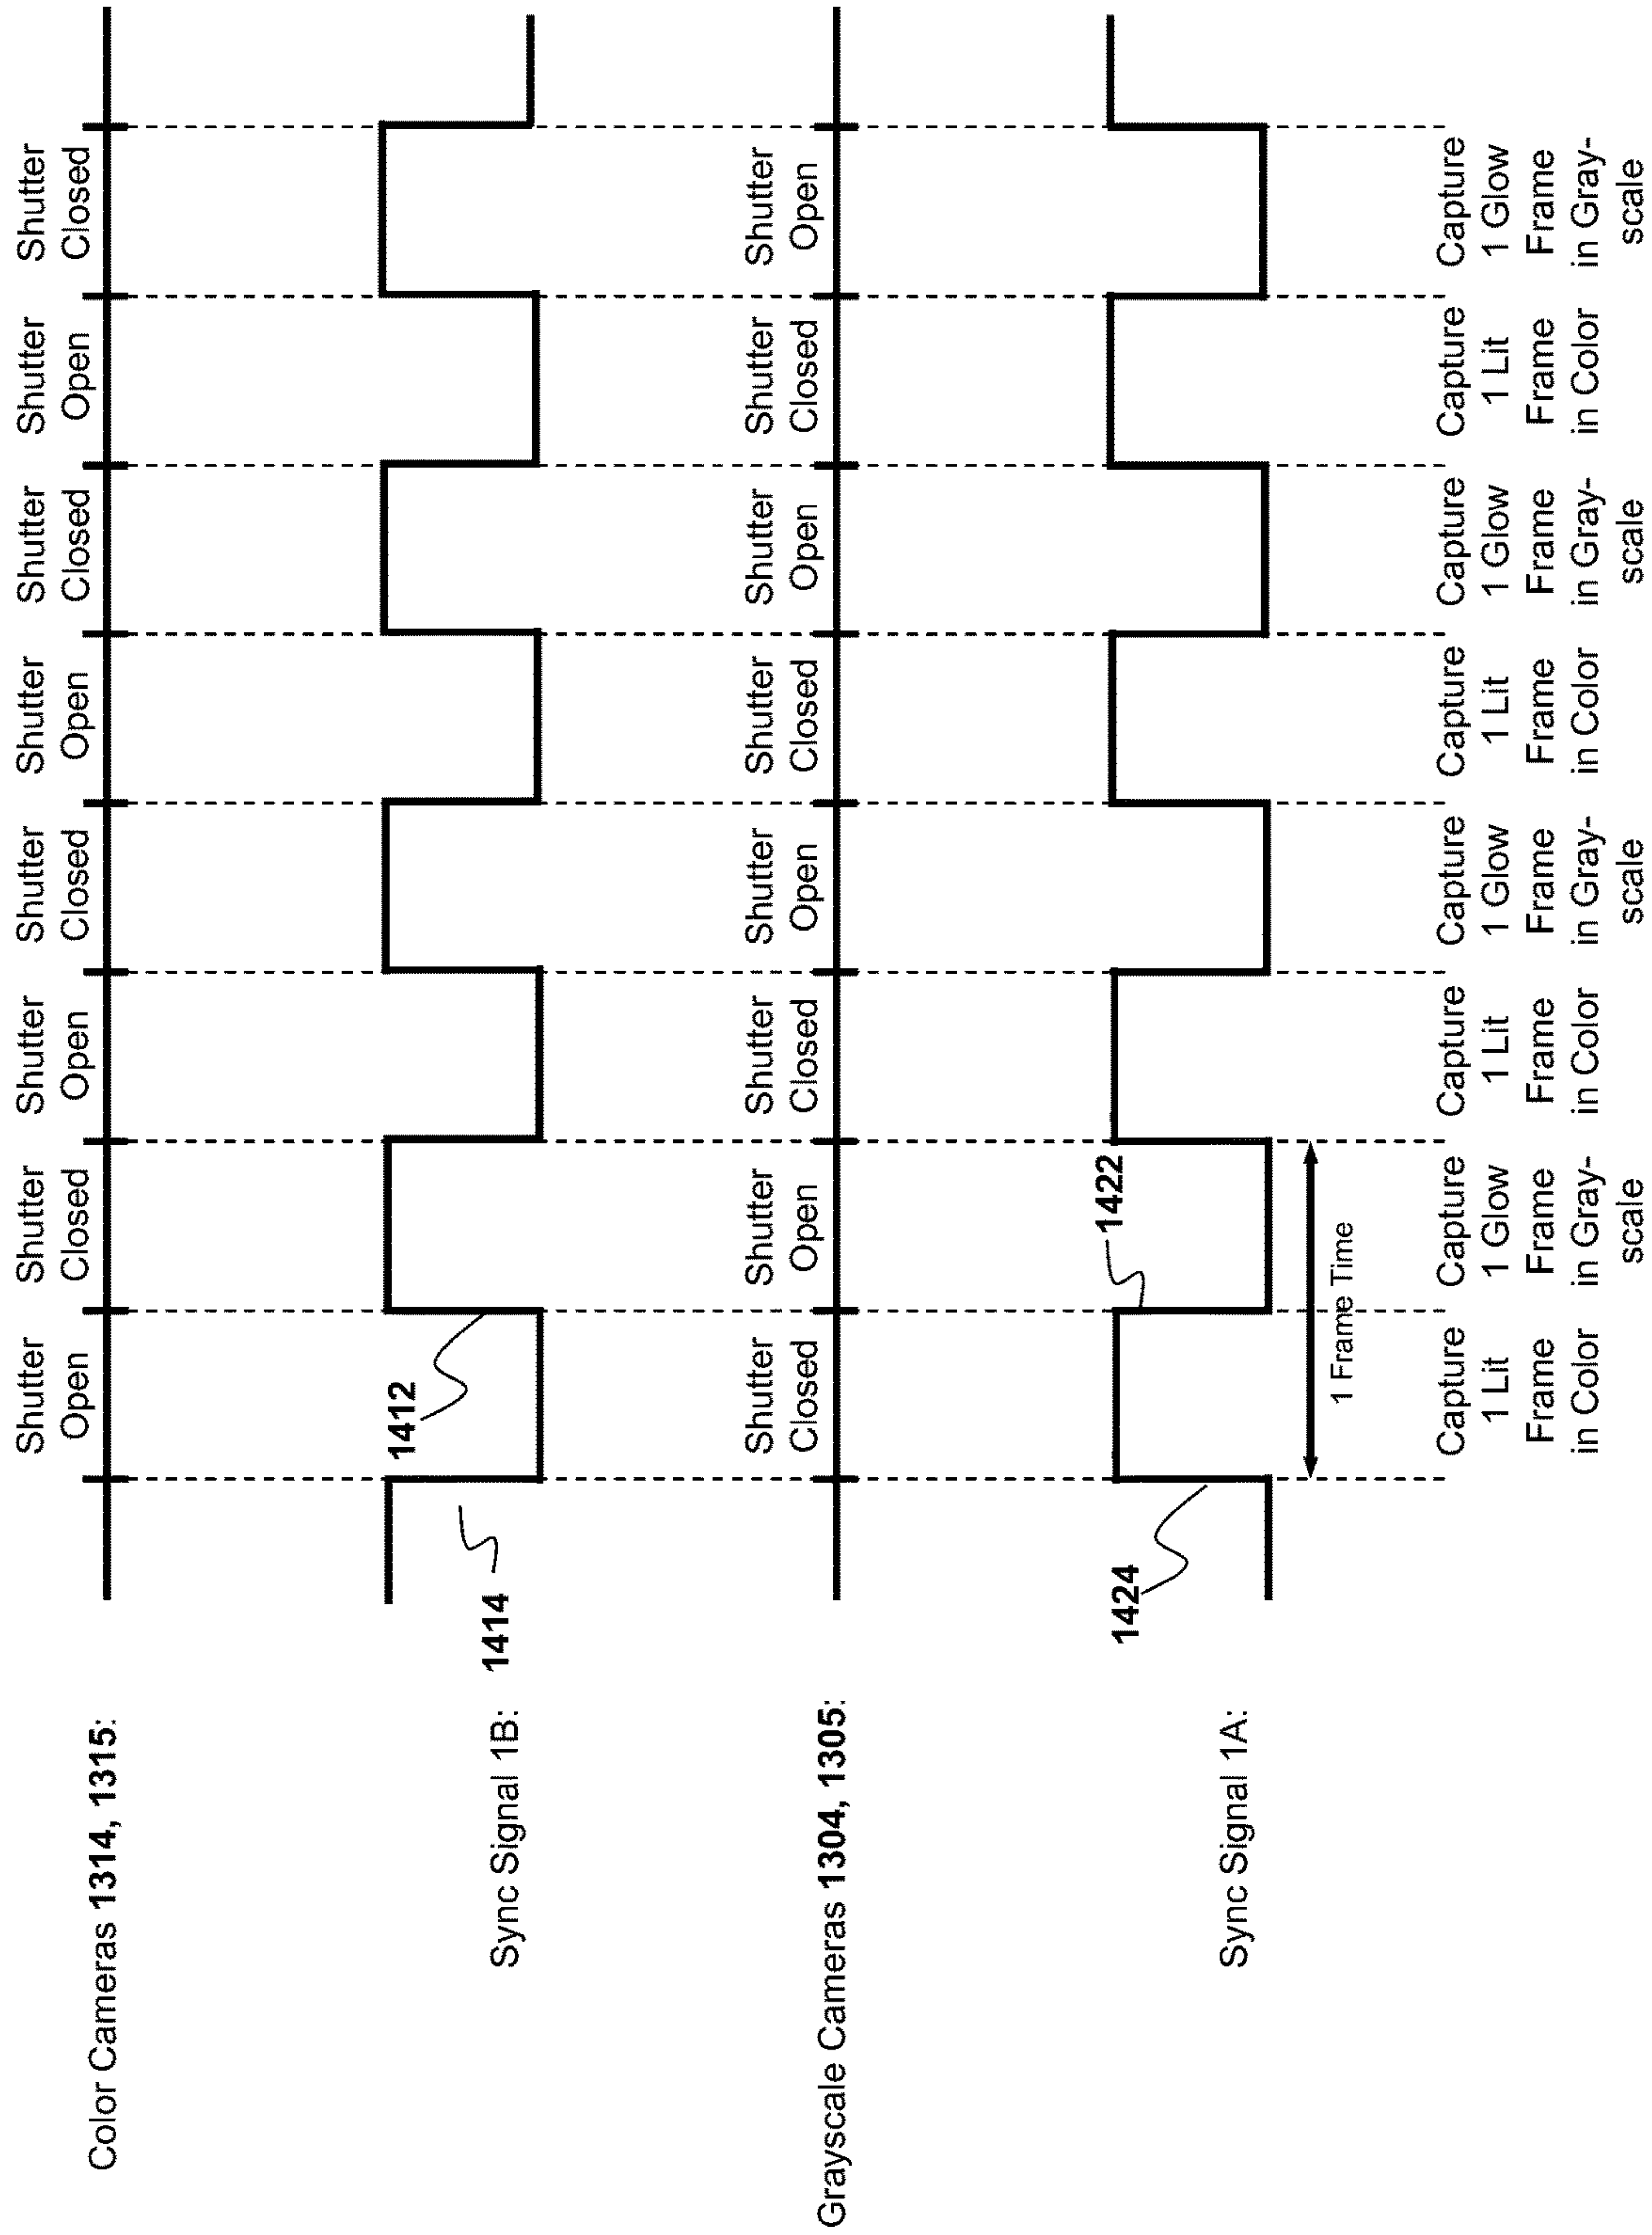 Color Cameras 1314, 1315:
Shutter
Open
Shutter
Closed
Shutter
Open
Shutter
Closed
Shutter
Open
Shutter
Closed
Shutter
Open
Shutter
Closed
1412
1414
Sync Signal 1B:
Grayscale Cameras 1304, 1305:
Shutter
Closed
Shutter
Open
Shutter
Closed
Shutter
Open
Shutter
Closed
Shutter
Open
Shutter
Closed
Shutter
Open
1422
1424
Sync Signal 1A:
1 Frame Time
Capture
1 Lit
Frame
in Color
Capture
1 Glow
Frame
in Gray-
scale
Capture
1 Lit
Frame
in Color
Capture
1 Glow
Frame
in Gray-
scale
Capture
1 Lit
Frame
in Color
Capture
1 Glow
Frame
in Gray-
scale
Capture
1 Lit
Frame
in Color
Capture
1 Glow
Frame
in Gray-
scale